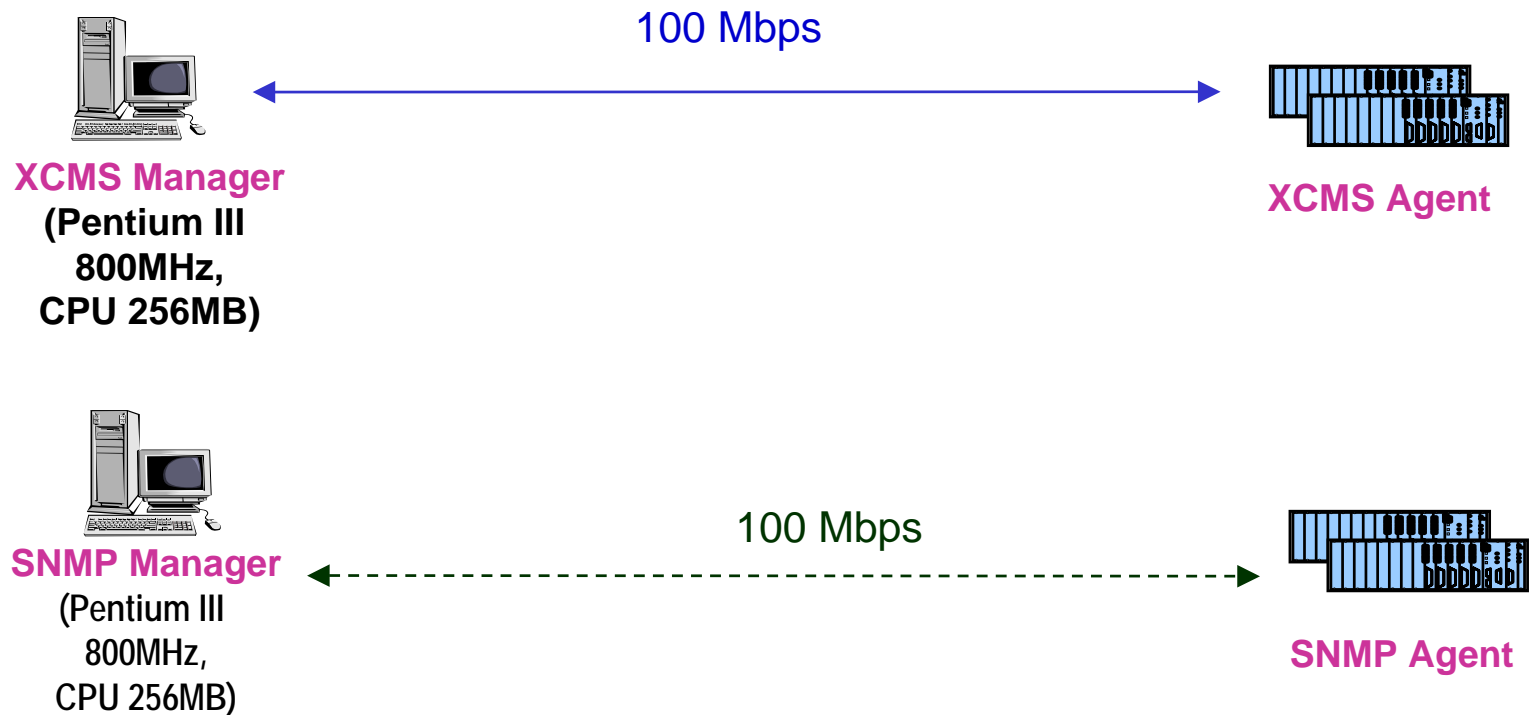 100 Mbps
XCMS Manager
(Pentium III
800MHz,
CPU 256MB)
XCMS Agent
100 Mbps
SNMP Manager
(Pentium III
800MHz,
CPU 256MB)
SNMP Agent